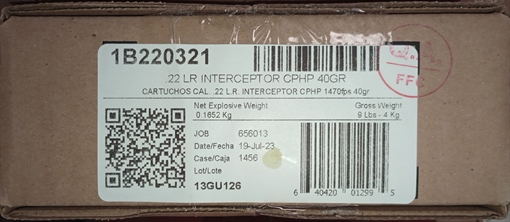 1B220321
.22 LR INTERCEPTOR CPHP 40GR
CARTUCHOS CAL. .22 L.R. INTERCEPTOR CPHP 1470fps 40gr
Net Explosive Weight
0.1652 Kg
Gross Weight
9 Lbs - 4 Kg
JOB 656013
Date/Fecha 19-Jul-23
Case/Caja 1456
Lot/Lote
13GU126
6 40420 01299 5
FFC